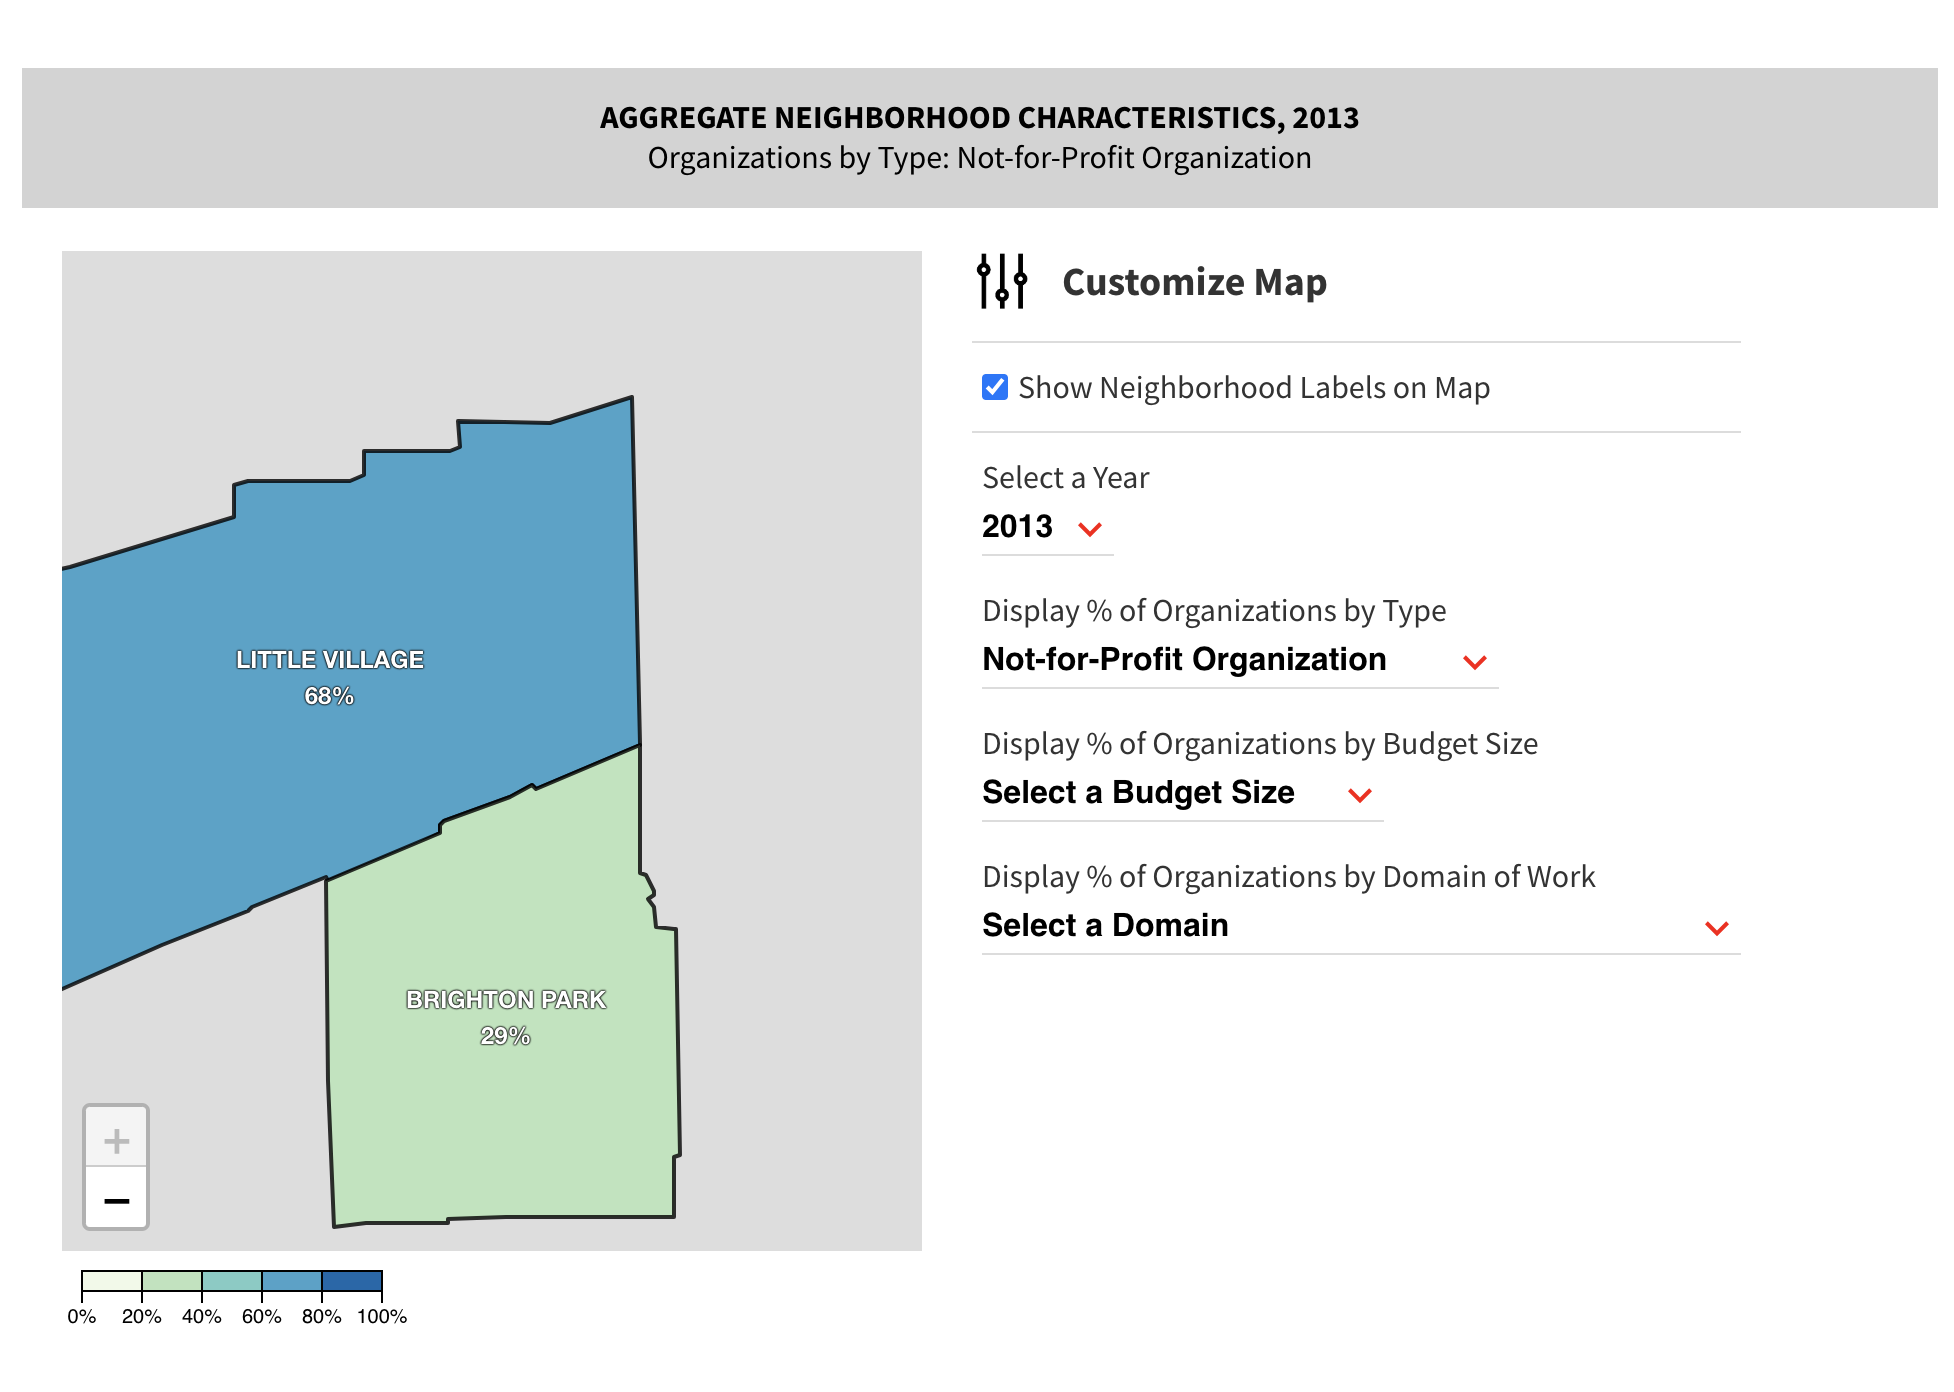 AGGREGATE NEIGHBORHOOD CHARACTERISTICS, 2013
Organizations by Type: Not-for-Profit Organization
LITTLE VILLAGE
68%
BRIGHTON PARK
29%
+
−
0% 20% 40% 60% 80% 100%
Customize Map
Show Neighborhood Labels on Map
Select a Year
2013
Display % of Organizations by Type
Not-for-Profit Organization
Display % of Organizations by Budget Size
Select a Budget Size
Display % of Organizations by Domain of Work
Select a Domain